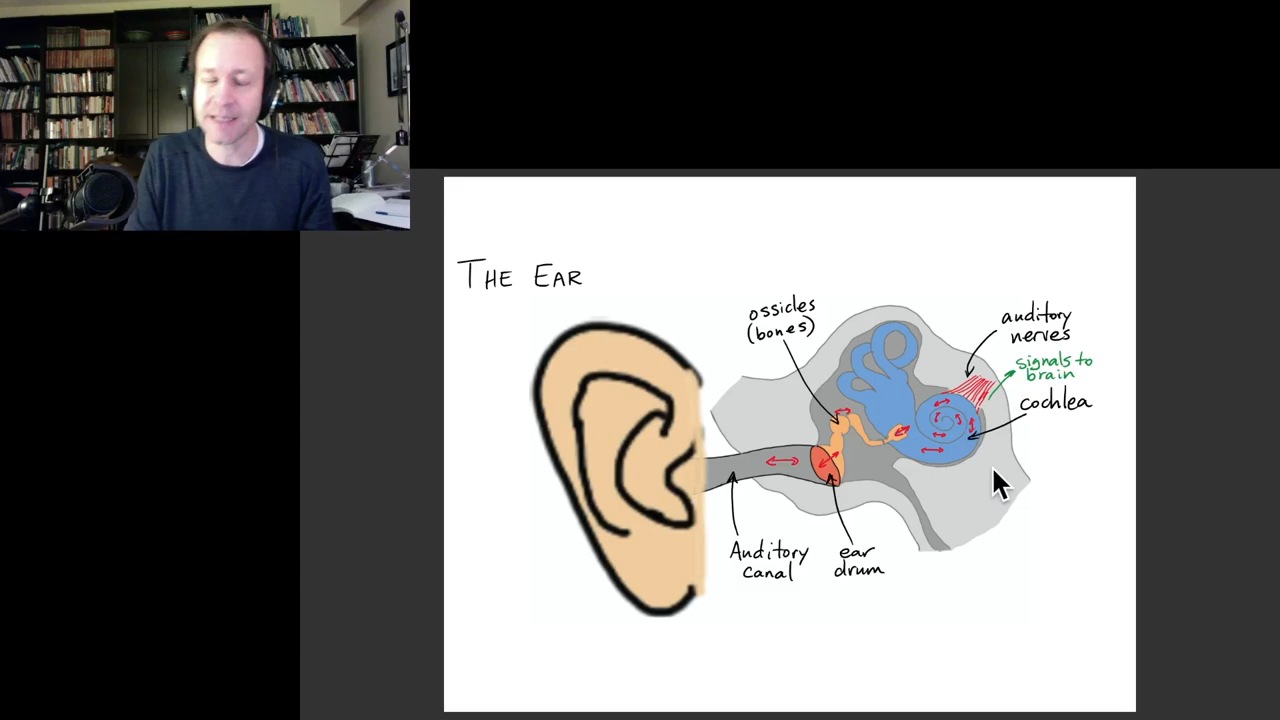 THE EAR
ossicles
(bones)
auditory
nerves
signals to
brain
cochlea
Auditory
canal
ear
drum